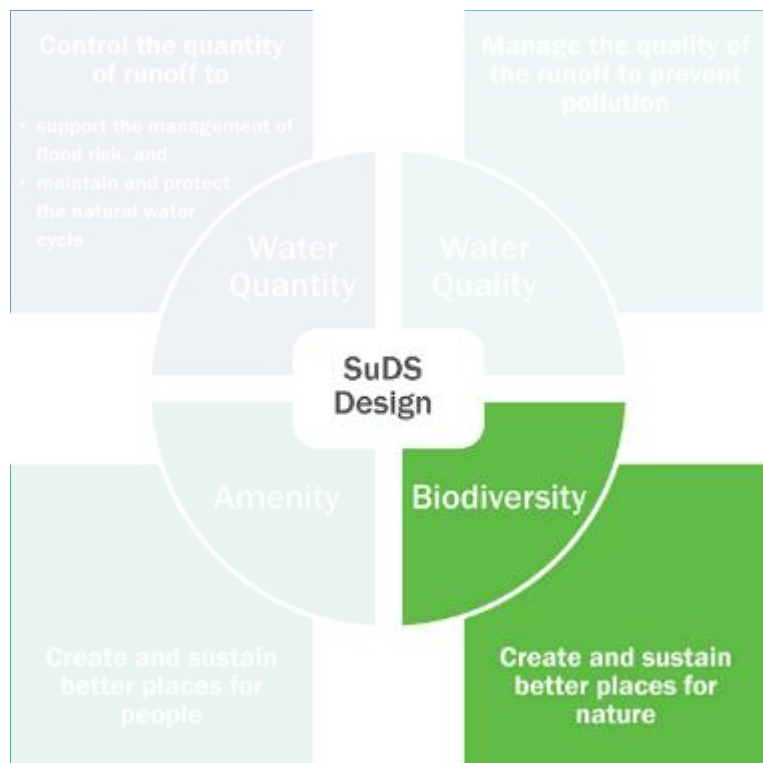 Control the quantity
of runoff to
• support the management of
flood risk, and
• maintain and protect
the natural water
cycle
Manage the quality of
the runoff to prevent
pollution
Water
Quantity
Water
Quality
SuDS
Design
Amenity
Biodiversity
Create and sustain
better places for
people
Create and sustain
better places for
nature